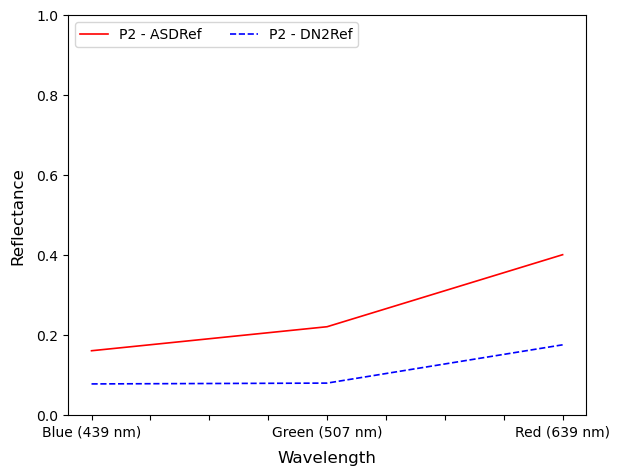 P2 - ASDRef
P2 - DN2Ref
1.0
0.8
0.6
0.4
0.2
0.0
Reflectance
Blue (439 nm)
Green (507 nm)
Red (639 nm)
Wavelength